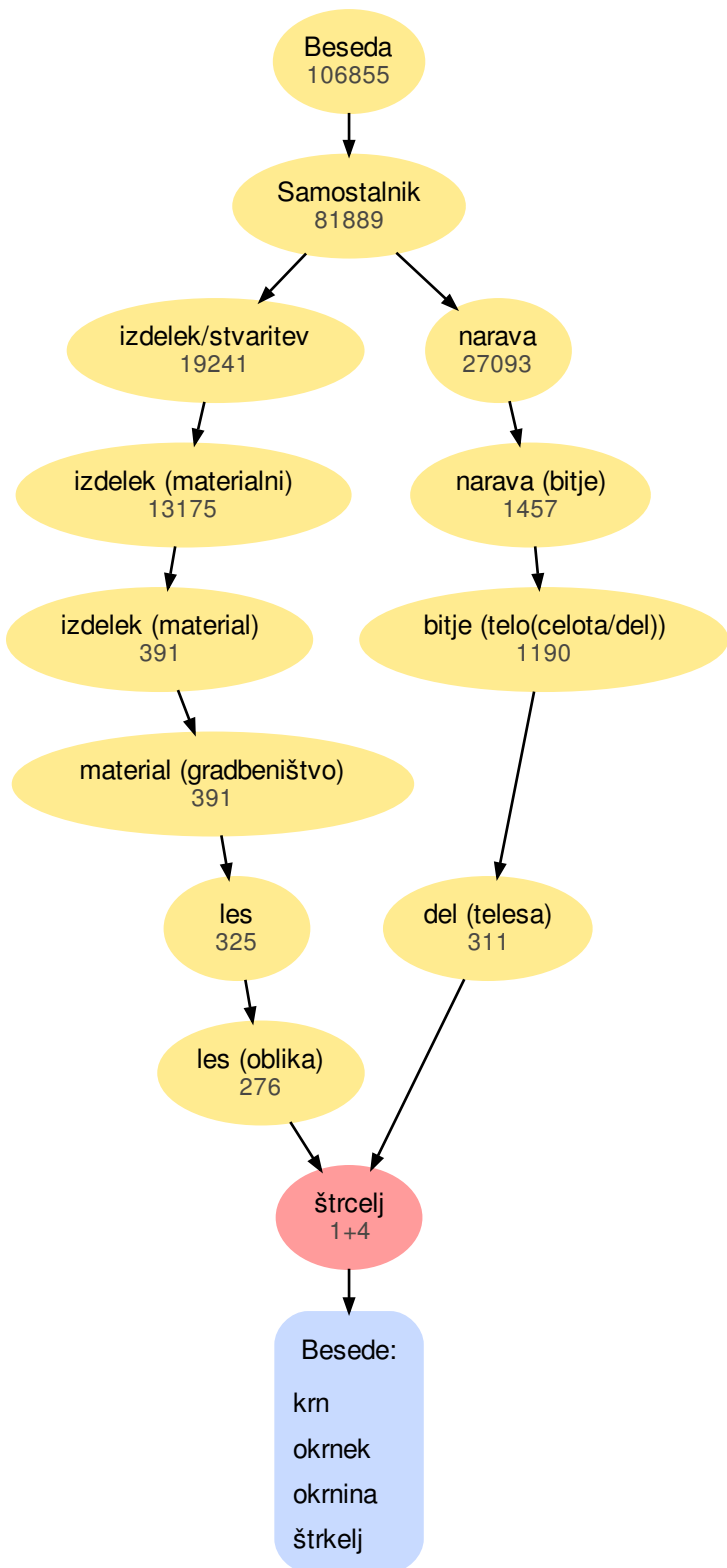 Beseda
106855
Samostalnik
81889
izdelek/stvaritev
19241
narava
27093
izdelek (materialni)
13175
narava (bitje)
1457
izdelek (material)
391
bitje (telo(celota/del))
1190
material (gradbeništvo)
391
les
325
del (telesa)
311
les (oblika)
276
štrcelj
1+4
Besede:
krn
okrnek
okrnina
štrkelj